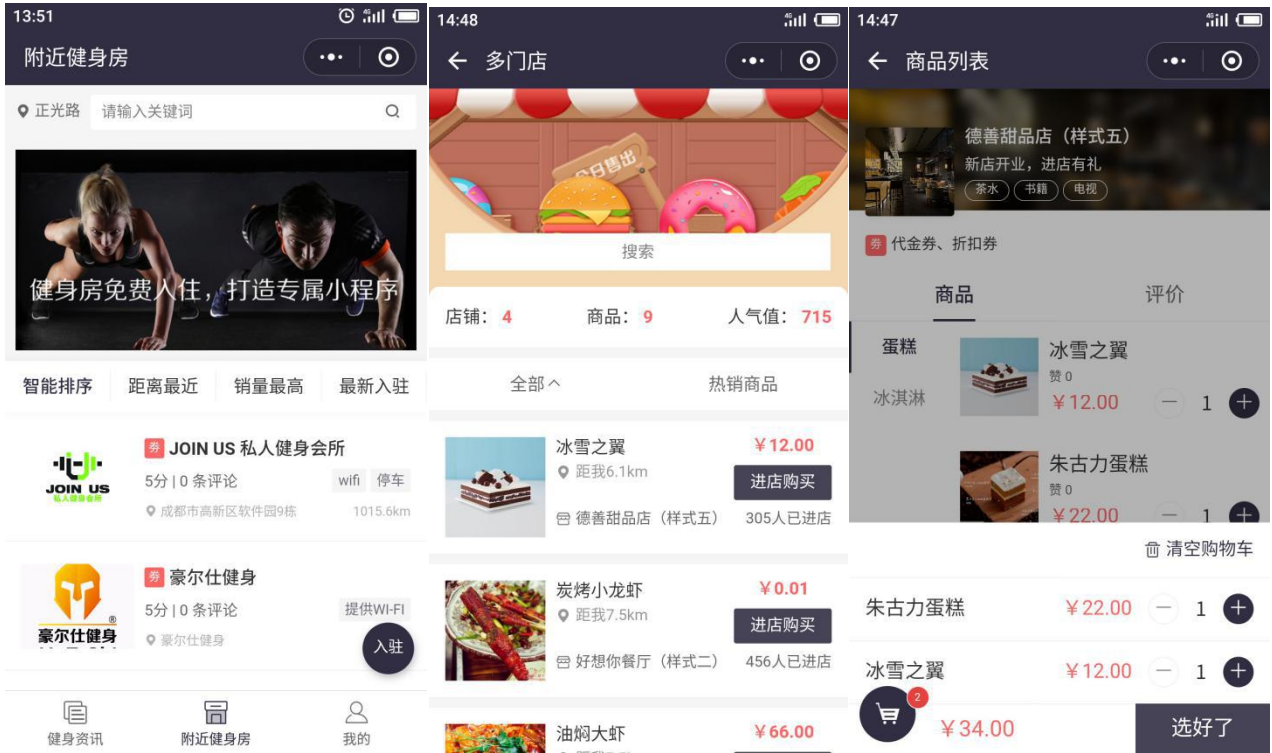 13:51
附近健身房
正光路 请输入关键词
健身房免费入住，打造专属小程序
智能排序 距离最近 销量最高 最新入驻
JOIN US
私人健身会所
券 JOIN US 私人健身会所
5分 | 0 条评论 wifi 停车
成都市高新区软件园9栋 1015.6km
豪尔仕健身
券 豪尔仕健身
5分 | 0 条评论 提供WI-FI
豪尔仕健身
入驻
健身资讯 附近健身房 我的
14:48
多门店
今日售出
搜索
店铺： 4 商品： 9 人气值： 715
全部 热销商品
冰雪之翼 ￥12.00
距我6.1km 进店购买
德善甜品店（样式五） 305人已进店
炭烤小龙虾 ￥0.01
距我7.5km 进店购买
好想你餐厅（样式二） 456人已进店
油焖大虾 ￥66.00
14:47
商品列表
德善甜品店（样式五）
新店开业，进店有礼
茶水 书籍 电视
券 代金券、折扣券
商品 评价
蛋糕
冰淇淋
冰雪之翼
赞 0
￥12.00 1
朱古力蛋糕
赞 0
￥22.00 1
清空购物车
朱古力蛋糕 ￥22.00 1
冰雪之翼 ￥12.00 1
2
￥34.00 选好了